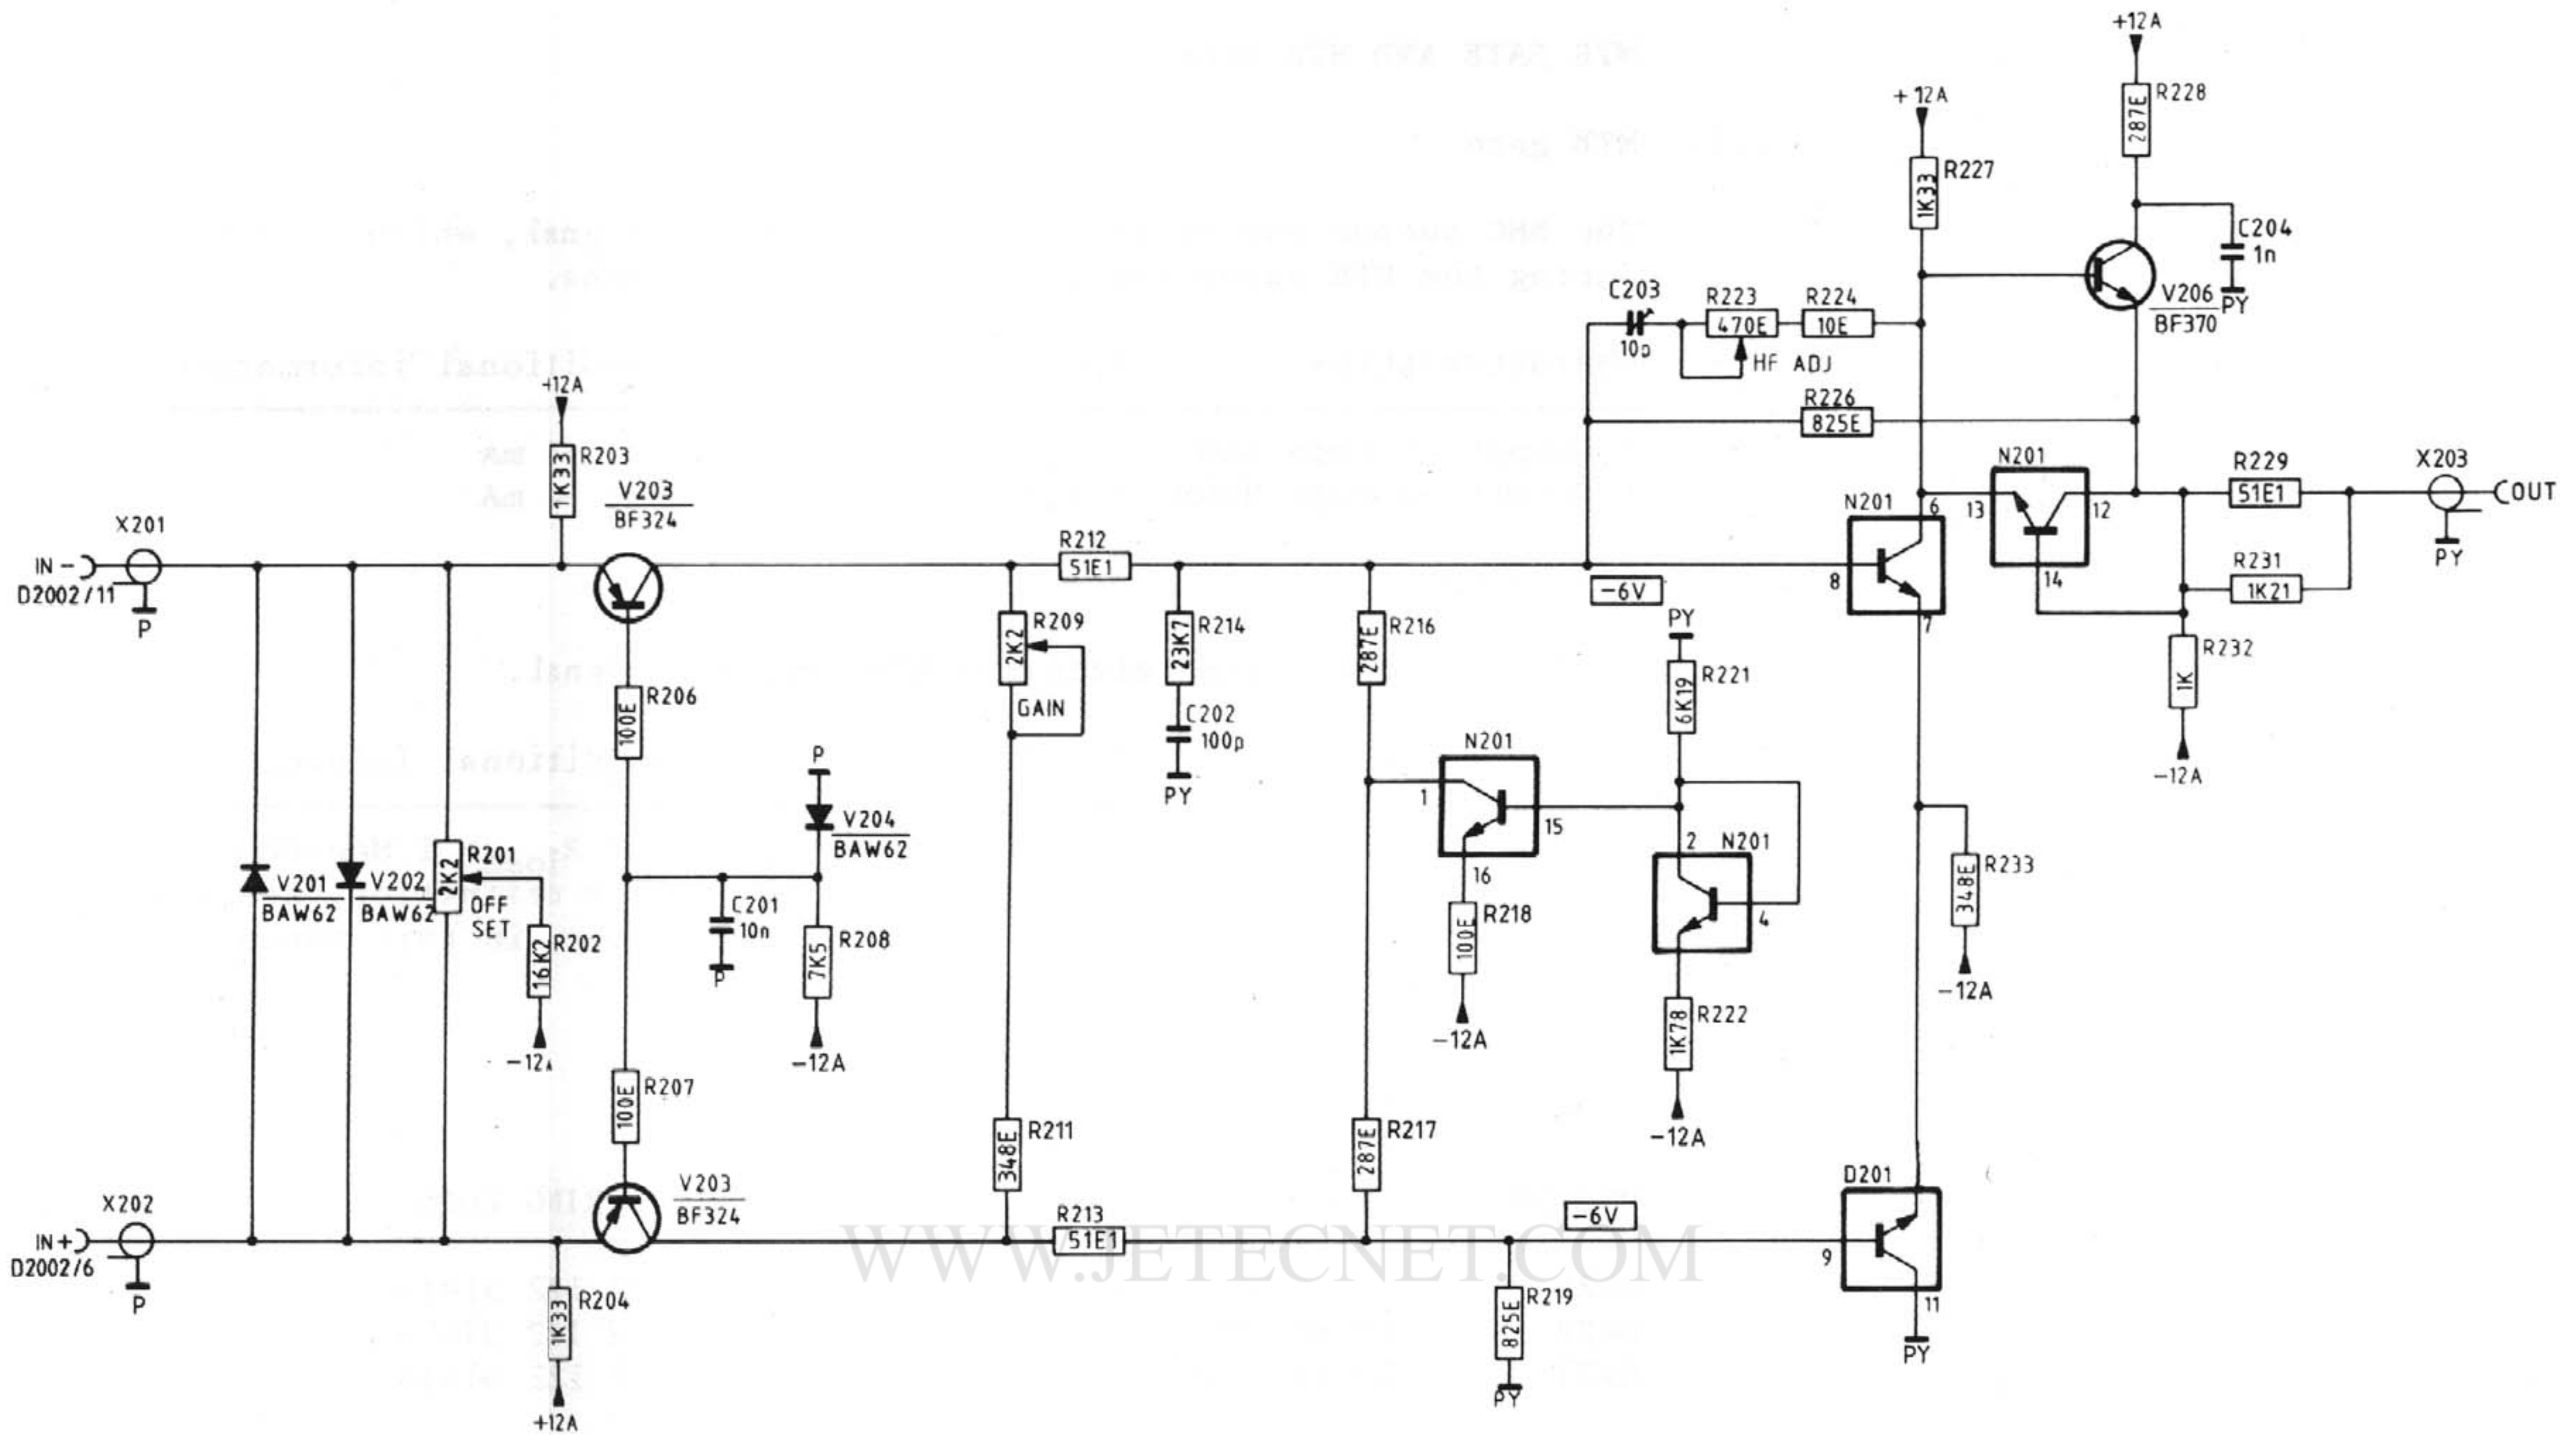 +12A
R228
287E
+12A
R227
1K33
C204
1n
PY
V206
BF370
C203
10p
R223
470E
R224
10E
HF ADJ
R226
825E
+12A
R203
1K33
V203
BF324
X201
IN -
D2002/11
P
R212
51E1
N201
6
8
7
-6V
N201
13
12
14
R229
51E1
X203
OUT
PY
R231
1K21
R232
1K
-12A
R209
2K2
GAIN
R214
23K7
C202
100p
PY
R216
287E
PY
R221
6K19
R206
100E
P
V204
BAW62
N201
1
15
16
R218
100E
-12A
2
N201
4
R222
1K78
-12A
R233
348E
-12A
V201
BAW62
V202
BAW62
R201
2K2
OFF
SET
R202
16K2
-12A
C201
10n
P
R208
7K5
-12A
R207
100E
R211
348E
R217
287E
X202
IN+
D2002/6
P
V203
BF324
R213
51E1
-6V
D201
9
11
PY
R204
1K33
+12A
R219
825E
PY
WWW.JETECNET.COM